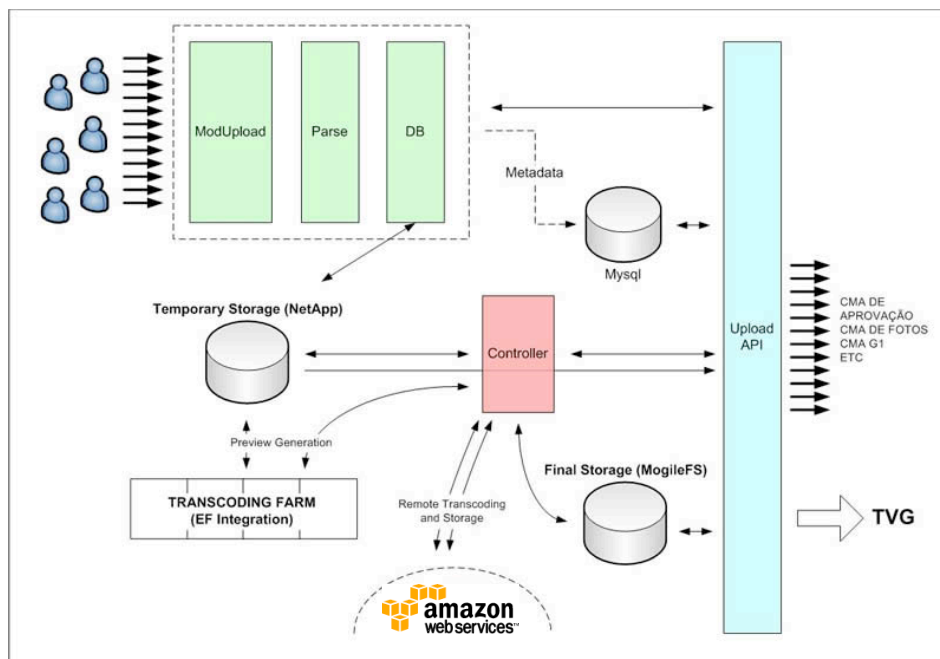 ModUpload
Parse
DB
Metadata
Mysql
Temporary Storage (NetApp)
Controller
Upload
API
CMA DE
APROVAÇÃO
CMA DE FOTOS
CMA G1
ETC
Preview Generation
TRANSCODING FARM
(EF Integration)
Remote Transcoding
and Storage
Final Storage (MogileFS)
TVG
amazon
webservices™